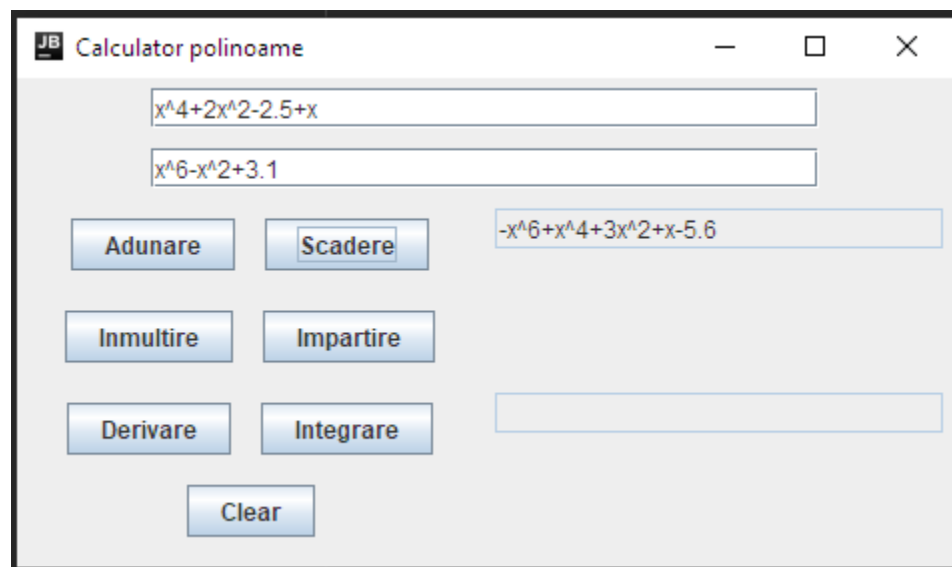 JB Calculator polinoame
x^4+2x^2-2.5+x
x^6-x^2+3.1
Adunare Scadere -x^6+x^4+3x^2+x-5.6
Inmultire Impartire
Derivare Integrare
Clear